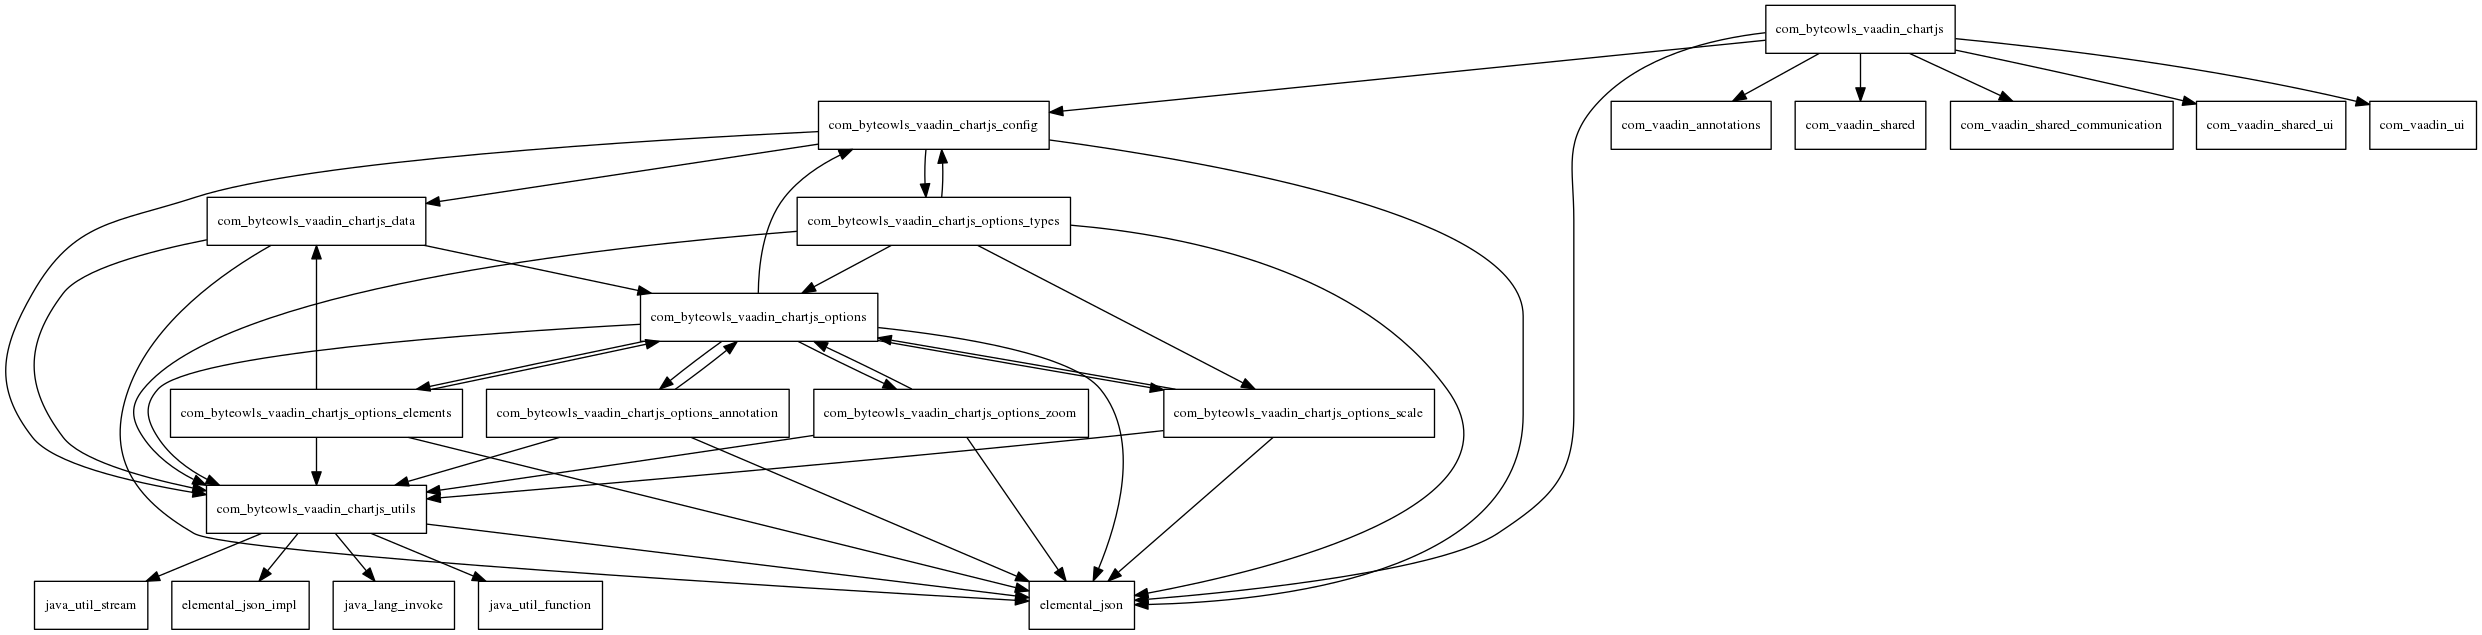 com_byteowls_vaadin_chartjs
com_byteowls_vaadin_chartjs_config
com_vaadin_annotations
com_vaadin_shared
com_vaadin_shared_communication
com_vaadin_shared_ui
com_vaadin_ui
com_byteowls_vaadin_chartjs_data
com_byteowls_vaadin_chartjs_options_types
com_byteowls_vaadin_chartjs_options
com_byteowls_vaadin_chartjs_options_elements
com_byteowls_vaadin_chartjs_options_annotation
com_byteowls_vaadin_chartjs_options_zoom
com_byteowls_vaadin_chartjs_options_scale
com_byteowls_vaadin_chartjs_utils
java_util_stream
elemental_json_impl
java_lang_invoke
java_util_function
elemental_json